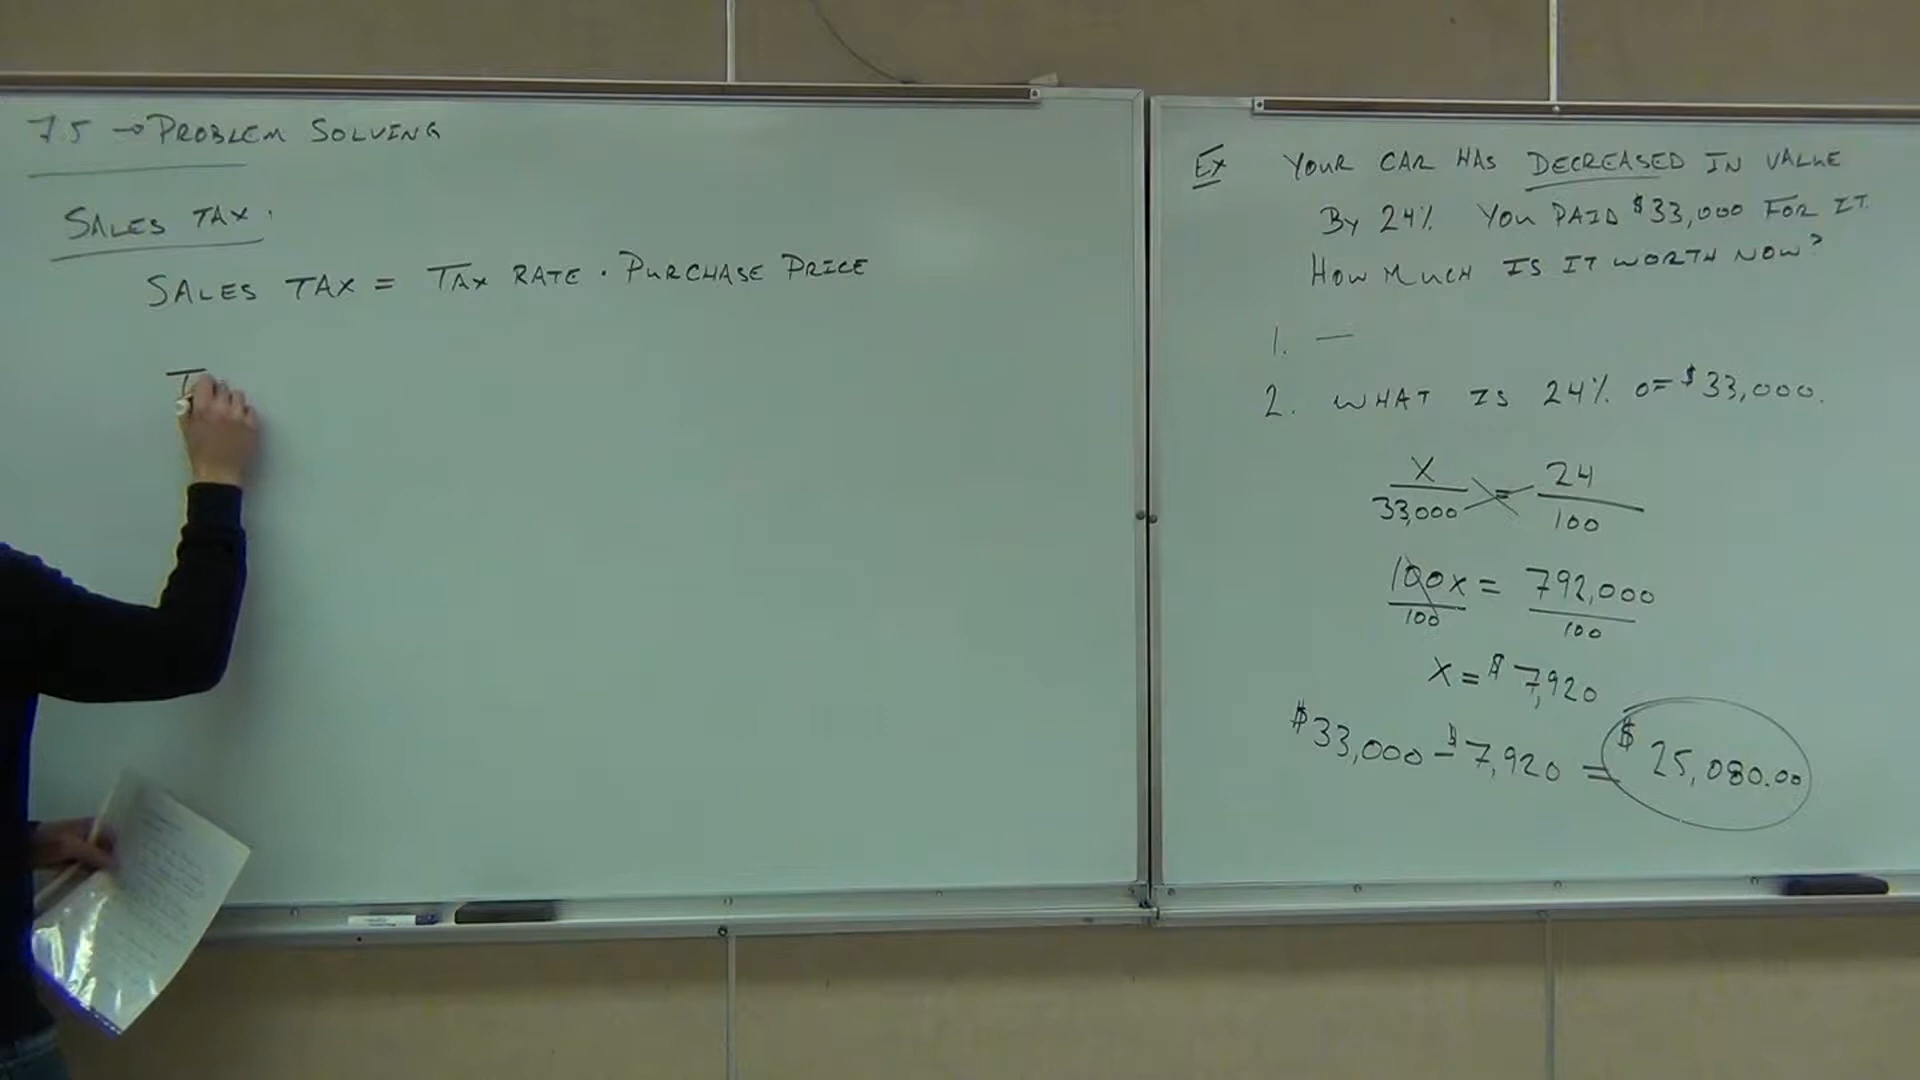 7.5 → PROBLEM SOLVING
SALES TAX.
SALES TAX = TAX RATE · PURCHASE PRICE
T
EX YOUR CAR HAS DECREASED IN VALUE
BY 24% YOU PAID $33,000 FOR IT.
HOW MUCH IS IT WORTH NOW?
1. —
2. WHAT IS 24% OF $33,000.
X/33,000 = 24/100
100x/100 = 792,000/100
X = $7,920
$33,000 - $7,920 = $25,080.00